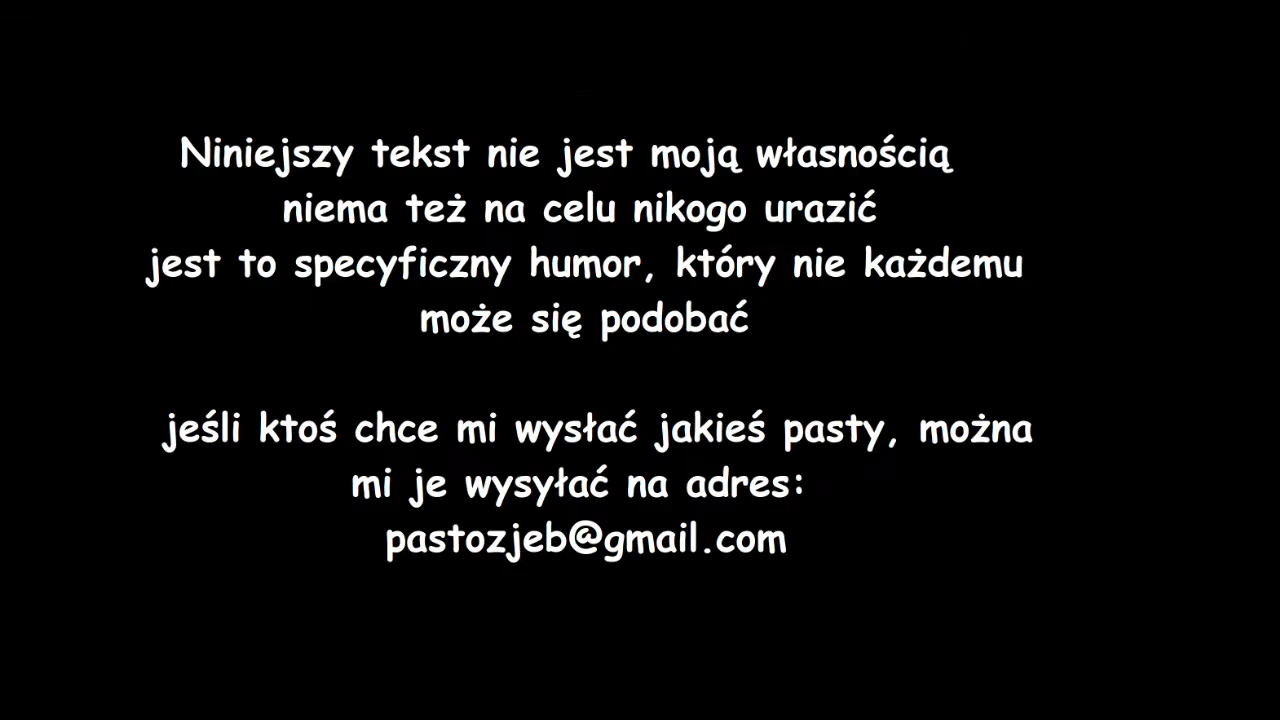 Niniejszy tekst nie jest moją własnością
niema też na celu nikogo urazić
jest to specyficzny humor, który nie każdemu
może się podobać
jeśli ktoś chce mi wysłać jakieś pasty, można
mi je wysyłać na adres:
pastozjeb@gmail.com